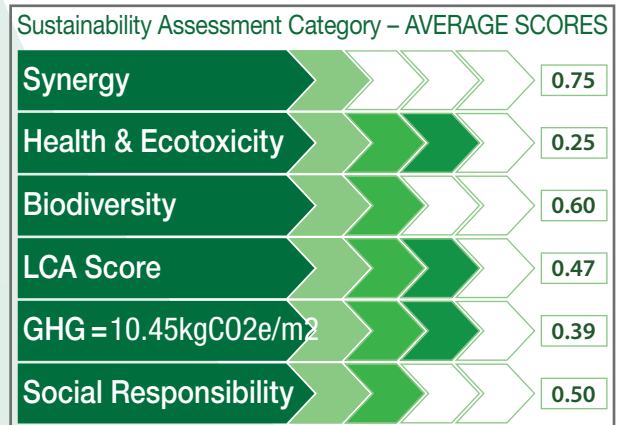 Sustainability Assessment Category – AVERAGE SCORES
Synergy 0.75
Health & Ecotoxicity 0.25
Biodiversity 0.60
LCA Score 0.47
GHG = 10.45kgCO2e/m2 0.39
Social Responsibility 0.50